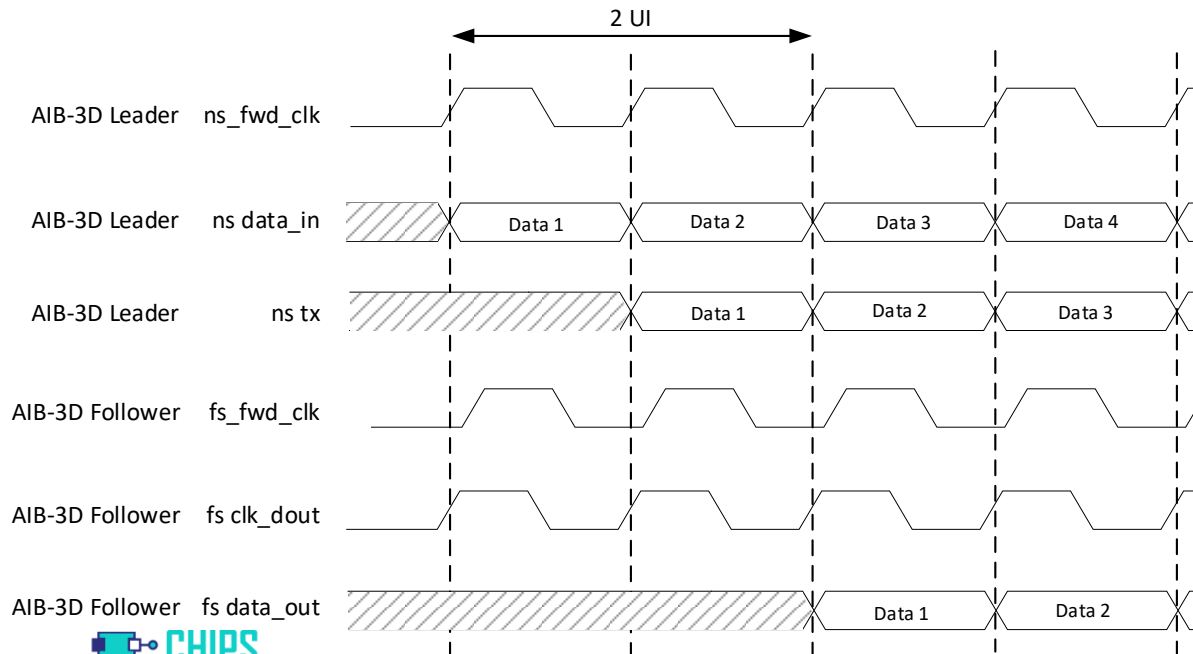 2 UI
AIB-3D Leader ns_fwd_clk
AIB-3D Leader ns data_in Data 1 Data 2 Data 3 Data 4
AIB-3D Leader ns tx Data 1 Data 2 Data 3
AIB-3D Follower fs_fwd_clk
AIB-3D Follower fs clk_dout
AIB-3D Follower fs data_out Data 1 Data 2
CHIPS